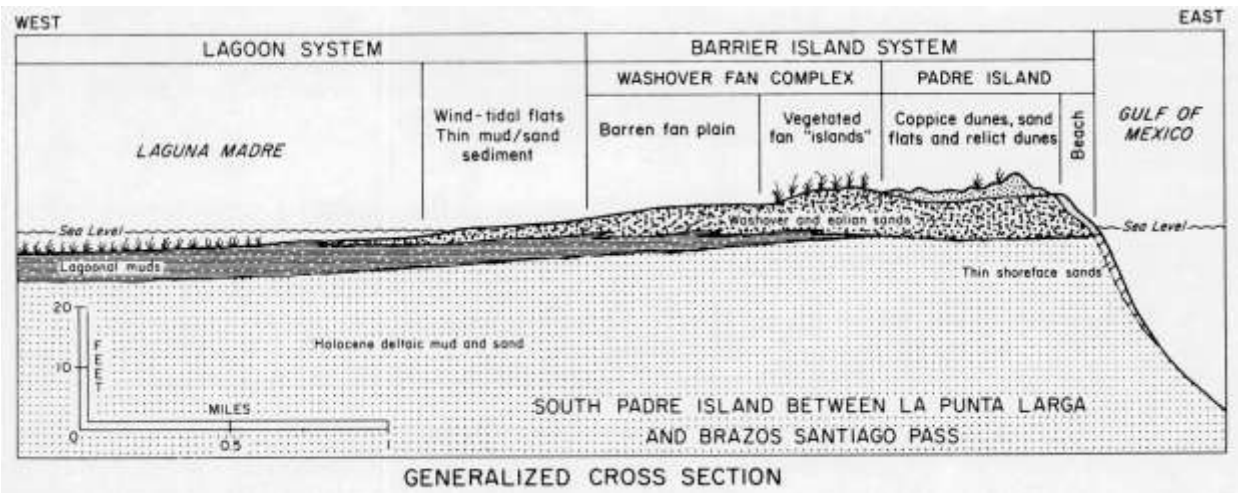 WEST
EAST
LAGOON SYSTEM
BARRIER ISLAND SYSTEM
WASHOVER FAN COMPLEX
PADRE ISLAND
LAGUNA MADRE
Wind-tidal flats
Thin mud/sand
sediment
Barren fan plain
Vegetated
fan "islands"
Coppice dunes, sand
flats and relict dunes
Beach
GULF OF
MEXICO
Sea Level
Washover and eolian sands
Sea Level
Lagoonal muds
Thin shoreface sands
20
FEET
10
Holocene deltaic mud and sand
MILES
0
0.5
1
SOUTH PADRE ISLAND BETWEEN LA PUNTA LARGA
AND BRAZOS SANTIAGO PASS
GENERALIZED CROSS SECTION